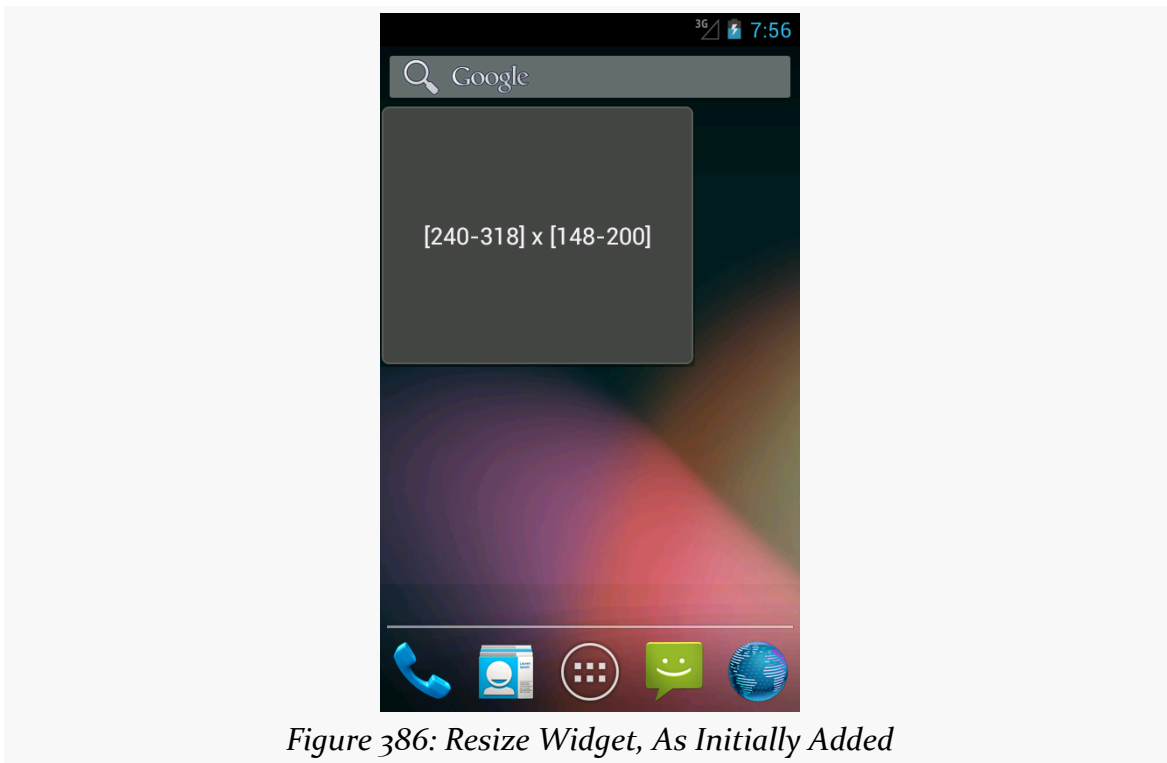 3G 7:56
Google
[240-318] x [148-200]
Figure 386: Resize Widget, As Initially Added